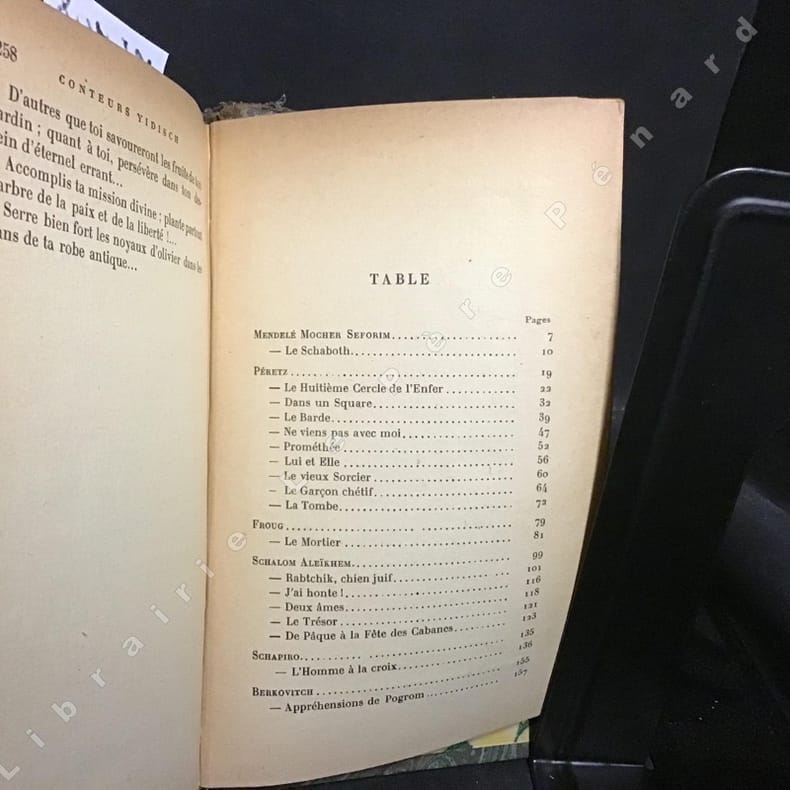 258
CONTEURS YIDISCH
D'autres que toi savoureront les fruits de
ardin ; quant à toi, persévère dans ton des-
ein d'éternel errant...
Accomplis ta mission divine ; plante partout
arbre de la paix et de la liberté !...
Serre bien fort les noyaux d'olivier dans les
ans de ta robe antique...
TABLE
Pages
MENDELÉ MOCHER SEFORIM 7
— Le Schaboth 10
PÉRETZ 19
— Le Huitième Cercle de l'Enfer 22
— Dans un Square 32
— Le Barde 39
— Ne viens pas avec moi 47
— Prométhée 52
— Lui et Elle 56
— Le vieux Sorcier 60
— Le Garçon chétif 64
— La Tombe 72
FROUG 79
— Le Mortier 81
SCHALOM ALEÏKHEM 99
— Rabtchik, chien juif 101
— J'ai honte ! 116
— Deux âmes 118
— Le Trésor 121
— De Pâque à la Fête des Cabanes 123
SCHAPIRO 135
— L'Homme à la croix 136
BERKOVITCH 155
— Appréhensions de Pogrom 157
Librairie Le Père Pénard